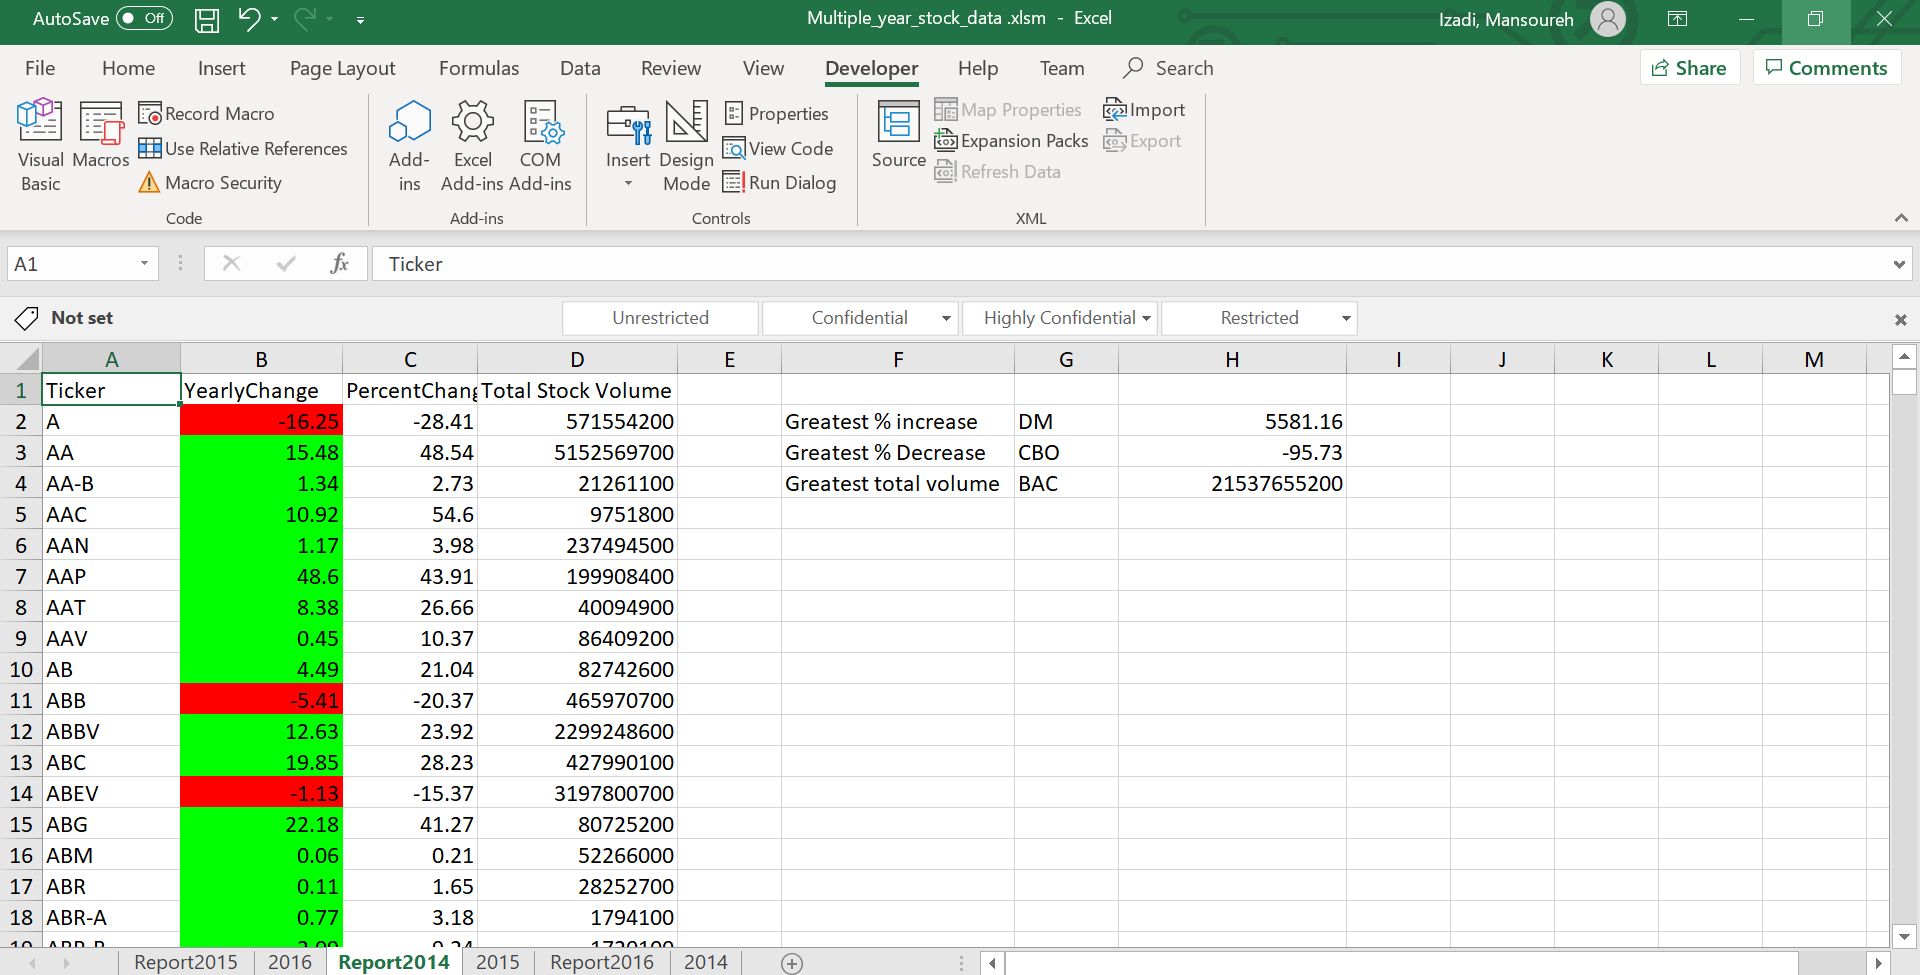 AutoSave Off Multiple_year_stock_data .xlsm - Excel Izadi, Mansoureh
File Home Insert Page Layout Formulas Data Review View Developer Help Team Search Share Comments
Visual Basic
Macros
Record Macro
Use Relative References
Macro Security
Code
Add-ins
Excel Add-ins
COM Add-ins
Add-ins
Insert
Design Mode
Properties
View Code
Run Dialog
Controls
Source
Map Properties
Expansion Packs
Refresh Data
Import
Export
XML
A1 fx Ticker
Not set Unrestricted Confidential Highly Confidential Restricted
A B C D E F G H I J K L M
1 Ticker YearlyChange PercentChang Total Stock Volume
2 A -16.25 -28.41 571554200 Greatest % increase DM 5581.16
3 AA 15.48 48.54 5152569700 Greatest % Decrease CBO -95.73
4 AA-B 1.34 2.73 21261100 Greatest total volume BAC 21537655200
5 AAC 10.92 54.6 9751800
6 AAN 1.17 3.98 237494500
7 AAP 48.6 43.91 199908400
8 AAT 8.38 26.66 40094900
9 AAV 0.45 10.37 86409200
10 AB 4.49 21.04 82742600
11 ABB -5.41 -20.37 465970700
12 ABBV 12.63 23.92 2299248600
13 ABC 19.85 28.23 427990100
14 ABEV -1.13 -15.37 3197800700
15 ABG 22.18 41.27 80725200
16 ABM 0.06 0.21 52266000
17 ABR 0.11 1.65 28252700
18 ABR-A 0.77 3.18 1794100
Report2015 2016 Report2014 2015 Report2016 2014